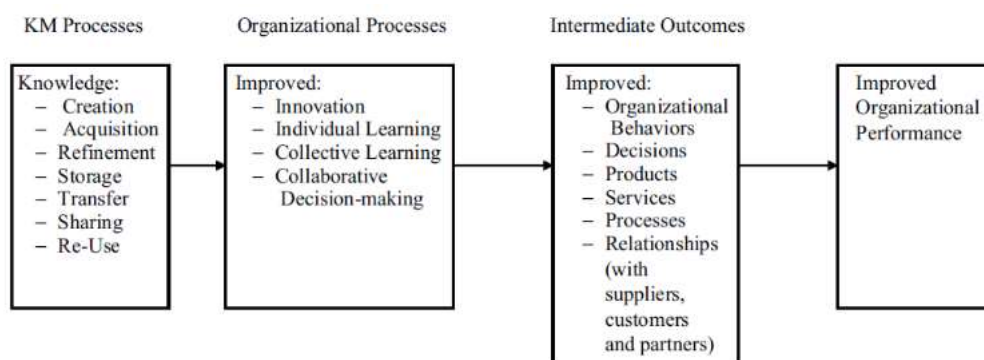 KM Processes
Organizational Processes
Intermediate Outcomes
Knowledge:
– Creation
– Acquisition
– Refinement
– Storage
– Transfer
– Sharing
– Re-Use
Improved:
– Innovation
– Individual Learning
– Collective Learning
– Collaborative
Decision-making
Improved:
– Organizational
Behaviors
– Decisions
– Products
– Services
– Processes
– Relationships
(with
suppliers,
customers
and partners)
Improved
Organizational
Performance